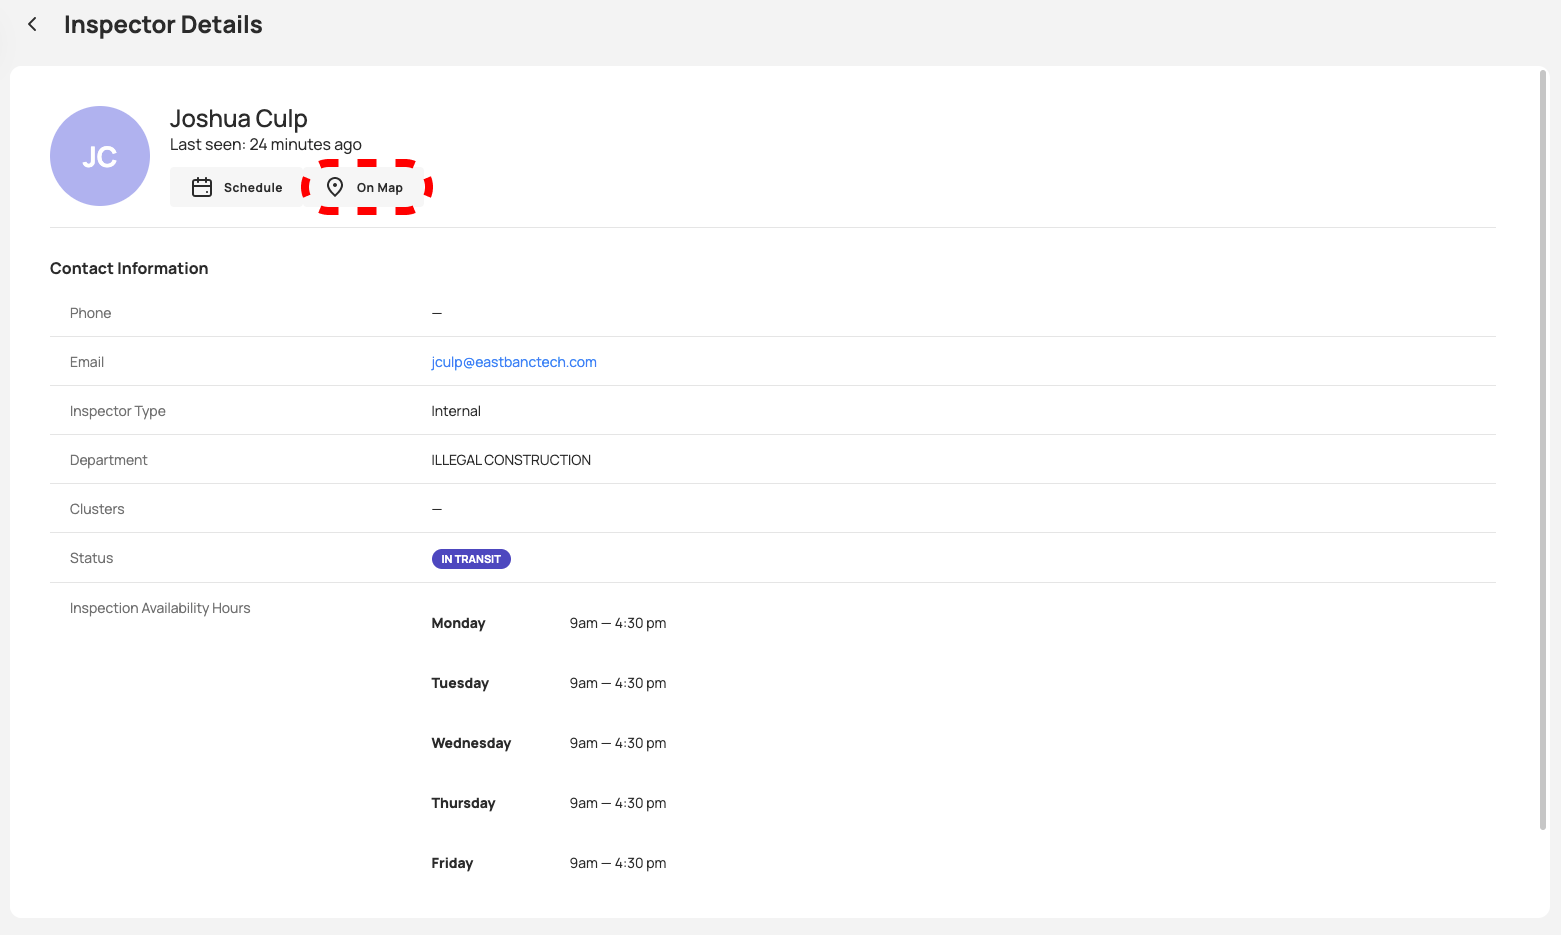 Inspector Details
JC
Joshua Culp
Last seen: 24 minutes ago
Schedule
On Map
Contact Information
Phone —
Email jculp@eastbanctech.com
Inspector Type Internal
Department ILLEGAL CONSTRUCTION
Clusters —
Status IN TRANSIT
Inspection Availability Hours
Monday 9am — 4:30 pm
Tuesday 9am — 4:30 pm
Wednesday 9am — 4:30 pm
Thursday 9am — 4:30 pm
Friday 9am — 4:30 pm